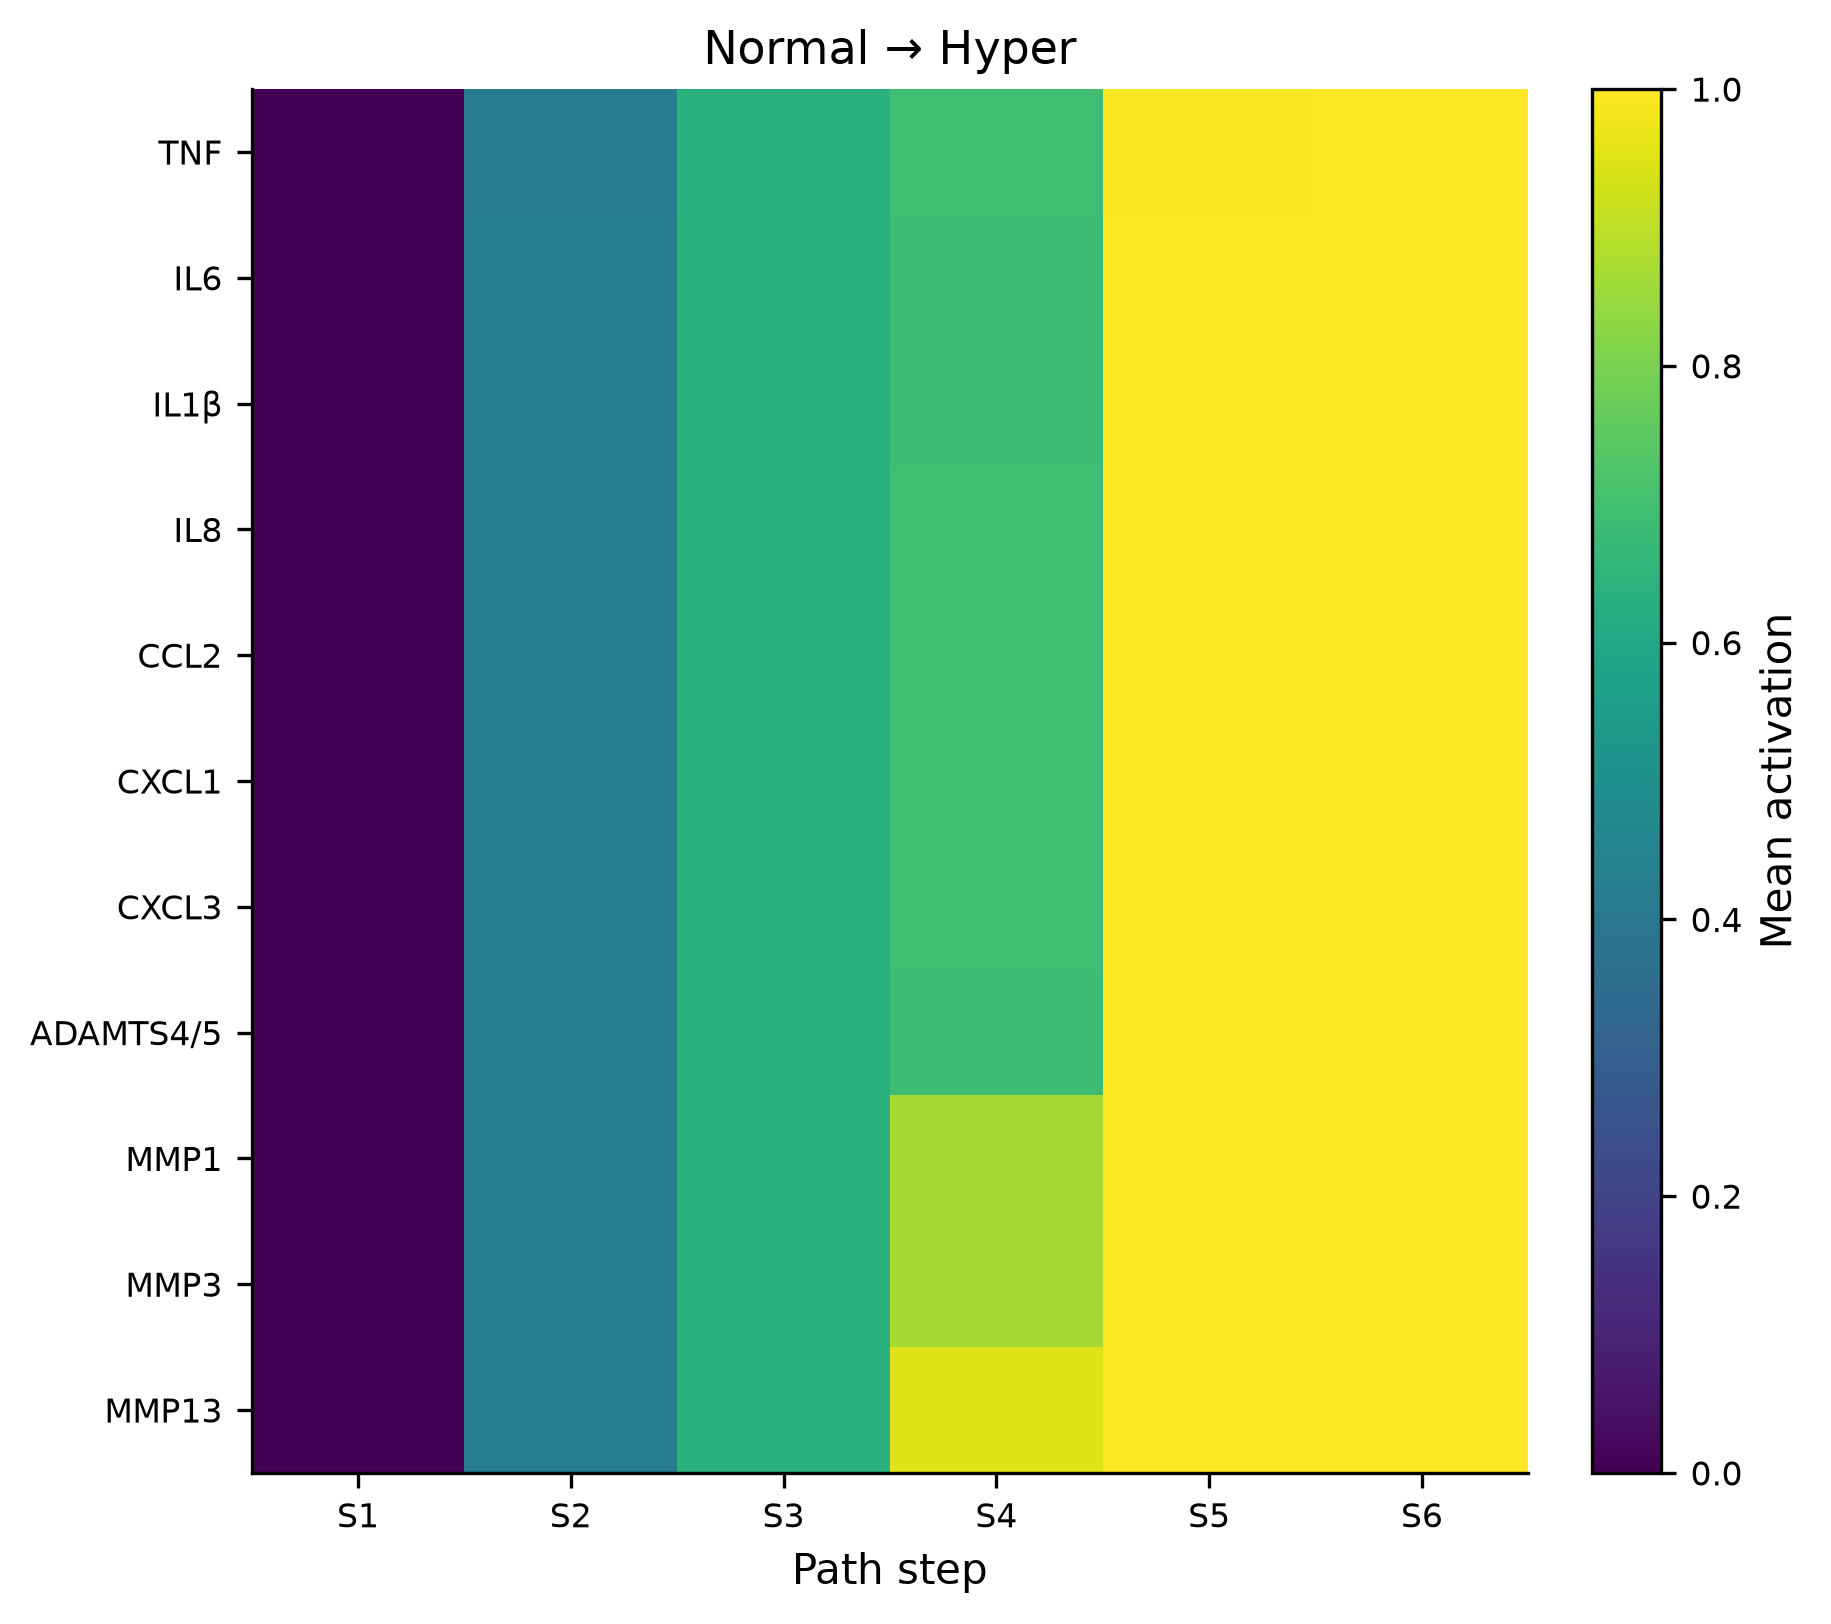 Normal → Hyper
TNF
IL6
IL1β
IL8
CCL2
CXCL1
CXCL3
ADAMTS4/5
MMP1
MMP3
MMP13
S1 S2 S3 S4 S5 S6
Path step
1.0
0.8
0.6
0.4
0.2
0.0
Mean activation